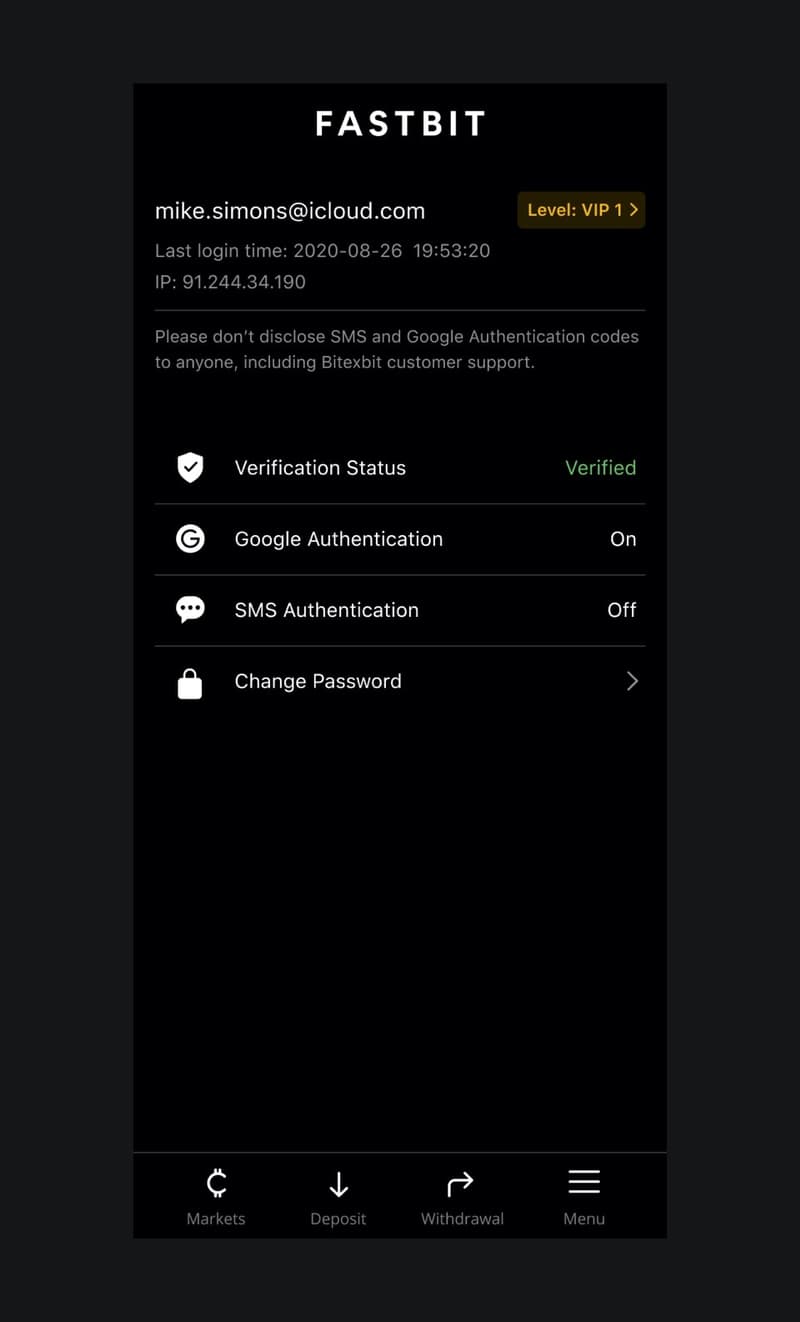 FASTBIT
mike.simons@icloud.com
Level: VIP 1
Last login time: 2020-08-26 19:53:20
IP: 91.244.34.190
Please don’t disclose SMS and Google Authentication codes
to anyone, including Bitexbit customer support.
Verification Status Verified
Google Authentication On
SMS Authentication Off
Change Password
Markets Deposit Withdrawal Menu